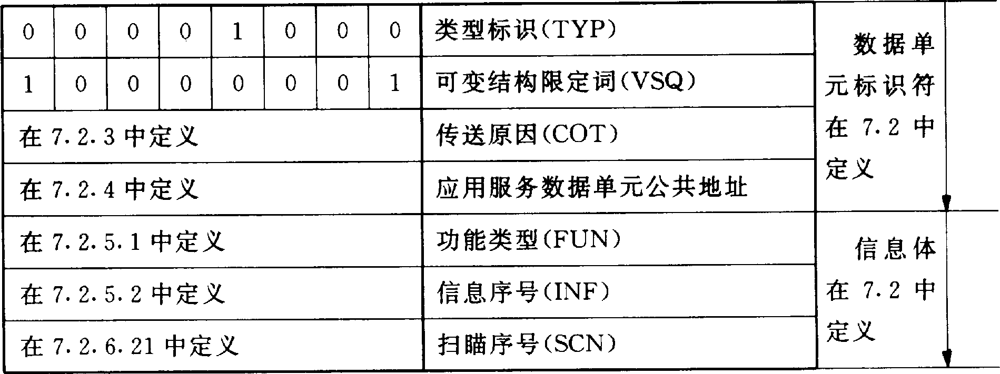 0 0 0 0 1 0 0 0 类型标识(TYP)
1 0 0 0 0 0 0 1 可变结构限定词(VSQ)
在 7.2.3 中定义 传送原因(COT)
在 7.2.4 中定义 应用服务数据单元公共地址
数据单
元标识符
在 7.2 中
定义
在 7.2.5.1 中定义 功能类型(FUN)
在 7.2.5.2 中定义 信息序号(INF)
在 7.2.6.21 中定义 扫瞄序号(SCN)
信息体
在 7.2 中
定义